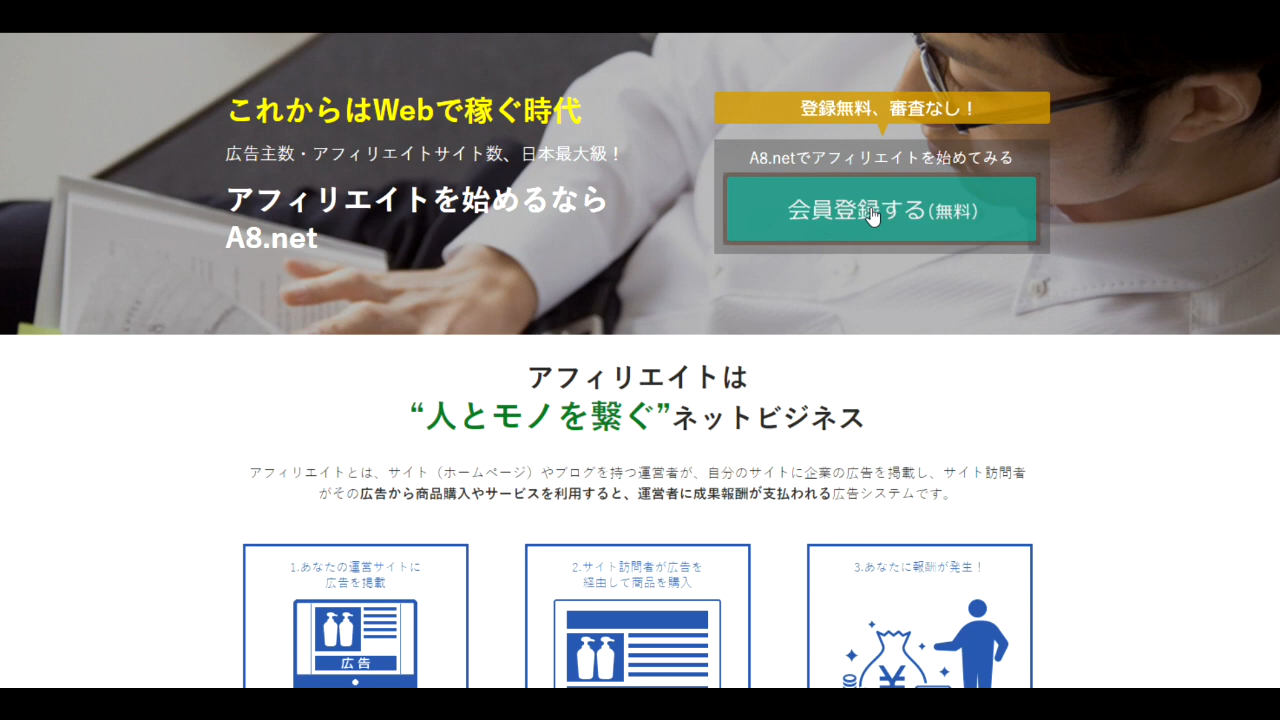 これからはWebで稼ぐ時代
広告主数・アフィリエイトサイト数、日本最大級！
アフィリエイトを始めるなら
A8.net
登録無料、審査なし！
A8.netでアフィリエイトを始めてみる
会員登録する(無料)
アフィリエイトは
“人とモノを繋ぐ”ネットビジネス
アフィリエイトとは、サイト（ホームページ）やブログを持つ運営者が、自分のサイトに企業の広告を掲載し、サイト訪問者
がその広告から商品購入やサービスを利用すると、運営者に成果報酬が支払われる広告システムです。
1.あなたの運営サイトに
広告を掲載
広告
2.サイト訪問者が広告を
経由して商品を購入
3.あなたに報酬が発生！
¥